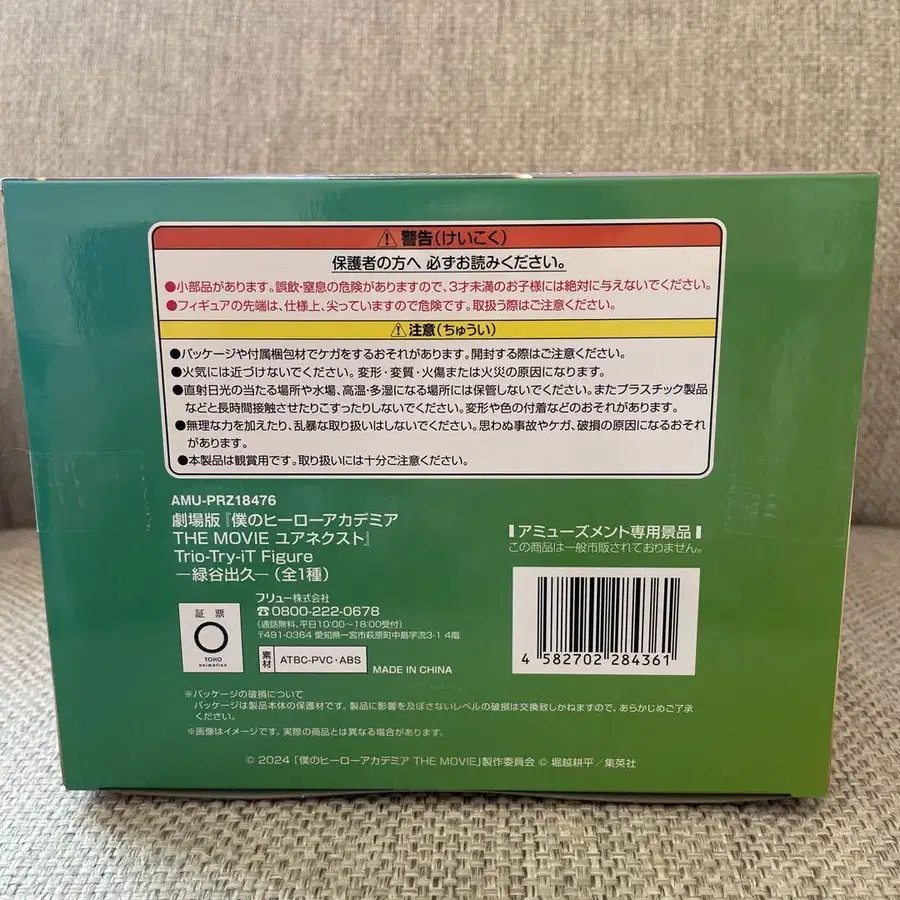 ⚠警告(けいこく)
保護者の方へ 必ずお読みください。
●小部品があります。誤飲・窒息の危険がありますので、3才未満のお子様には絶対に与えないでください。
●フィギュアの先端は、仕様上、尖っていますので危険です。取扱う際はご注意ください。
⚠注意(ちゅうい)
●パッケージや付属梱包材でケガをするおそれがあります。開封する際はご注意ください。
●火気には近づけないでください。変形・変質・火傷または火災の原因になります。
●直射日光の当たる場所や水場、高温・多湿になる場所には保管しないでください。またプラスチック製品
などと長時間接触させたりこすったりしないでください。変形や色の付着などのおそれがあります。
●無理な力を加えたり、乱暴な取り扱いはしないでください。思わぬ事故やケガ、破損の原因になるおそれ
があります。
●本製品は観賞用です。取り扱いには十分ご注意ください。
AMU-PRZ18476
劇場版『僕のヒーローアカデミア
THE MOVIE ユアネクスト』
Trio-Try-iT Figure
―緑谷出久―(全1種)
アミューズメント専用景品
この商品は一般市販されておりません。
証 票
TOHO
animation
フリュー株式会社
☎0800-222-0678
(通話無料、平日10:00~18:00受付)
〒491-0364 愛知県一宮市萩原町中島字流3-1 4階
素材 ATBC-PVC・ABS
MADE IN CHINA
4 582702 284361
※パッケージの破損について
パッケージは製品本体の保護材です。製品に影響を及ぼさないレベルの破損は交換致しかねますので、あらかじめご了承
ください。
※画像はイメージです。実際の商品とは異なる場合があります。
© 2024「僕のヒーローアカデミア THE MOVIE」製作委員会 © 堀越耕平/集英社